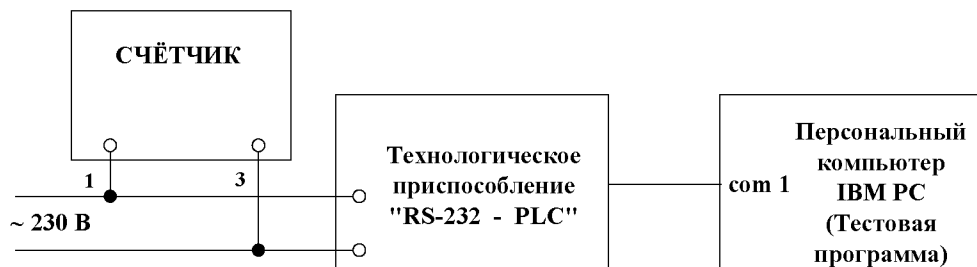 СЧЁТЧИК
1
3
~ 230 В
Технологическое
приспособление
"RS-232 - PLC"
com 1
Персональный
компьютер
IBM PC
(Тестовая
программа)